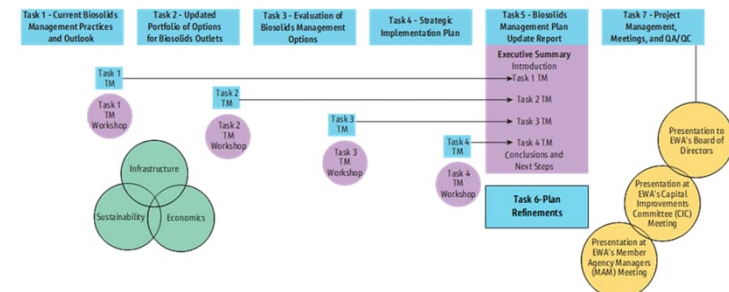 Task 1 - Current Biosolids
Management Practices
and Outlook
Task 2 - Updated
Portfolio of Options
for Biosolids Outlets
Task 3 - Evaluation of
Biosolids Management
Options
Task 4 - Strategic
Implementation Plan
Task 5 - Biosolids
Management Plan
Update Report
Task 7 - Project
Management,
Meetings, and QA/QC
Executive Summary
Introduction
Task 1 TM
Task 2 TM
Task 3 TM
Task 4 TM
Conclusions and
Next Steps
Task 1
TM
Task 1
TM
Workshop
Task 2
TM
Task 2
TM
Workshop
Task 3
TM
Task 3
TM
Workshop
Task 4
TM
Task 4
TM
Workshop
Infrastructure
Sustainability
Economics
Task 6-Plan
Refinements
Presentation to
EWA's Board of
Directors
Presentation at
EWA's Capital
Improvements
Committee (CIC)
Meeting
Presentation at
EWA's Member
Agency Managers
(MAM) Meeting